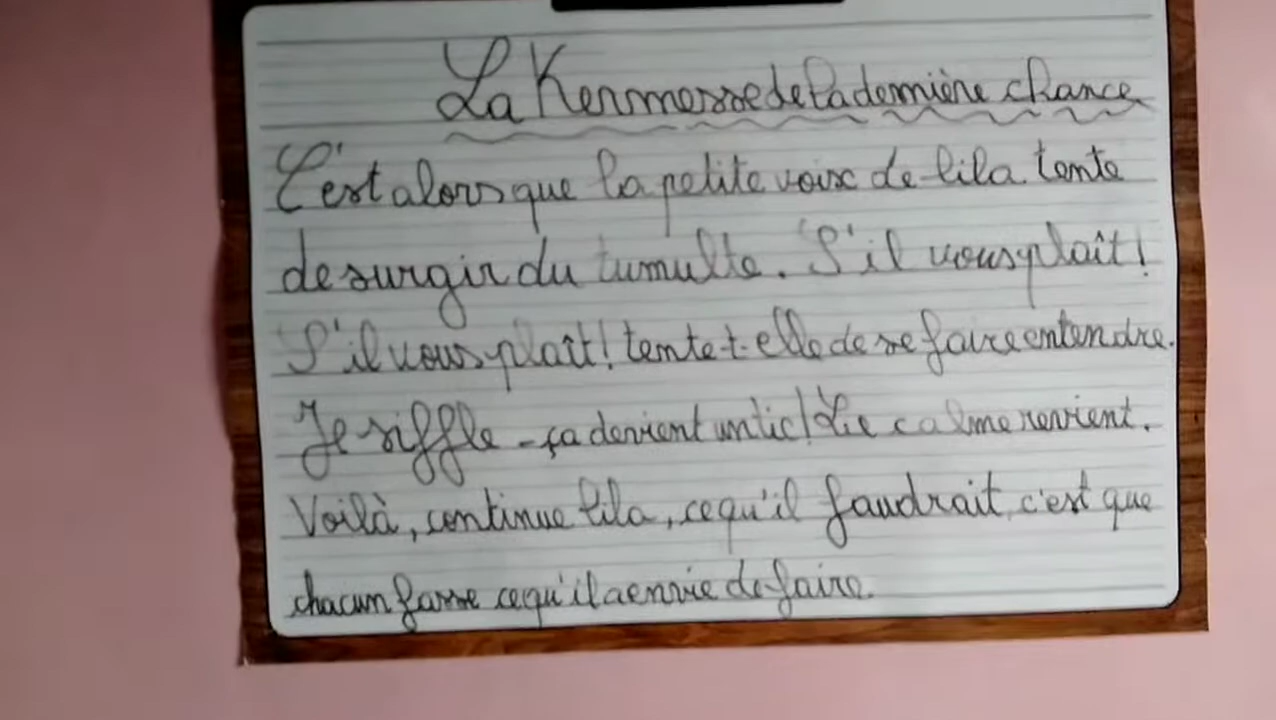 La Kermesse de la dernière chance
C'est alors que la petite voix de lila tente
de surgir du tumulte. S'il vous plaît!
S'il vous plaît! tente-t-elle de se faire entendre.
Je siffle - ça devient un tic! Le calme revient.
Voilà, continue lila, ce qu'il faudrait, c'est que
chacun fasse ce qu'il a envie de faire.